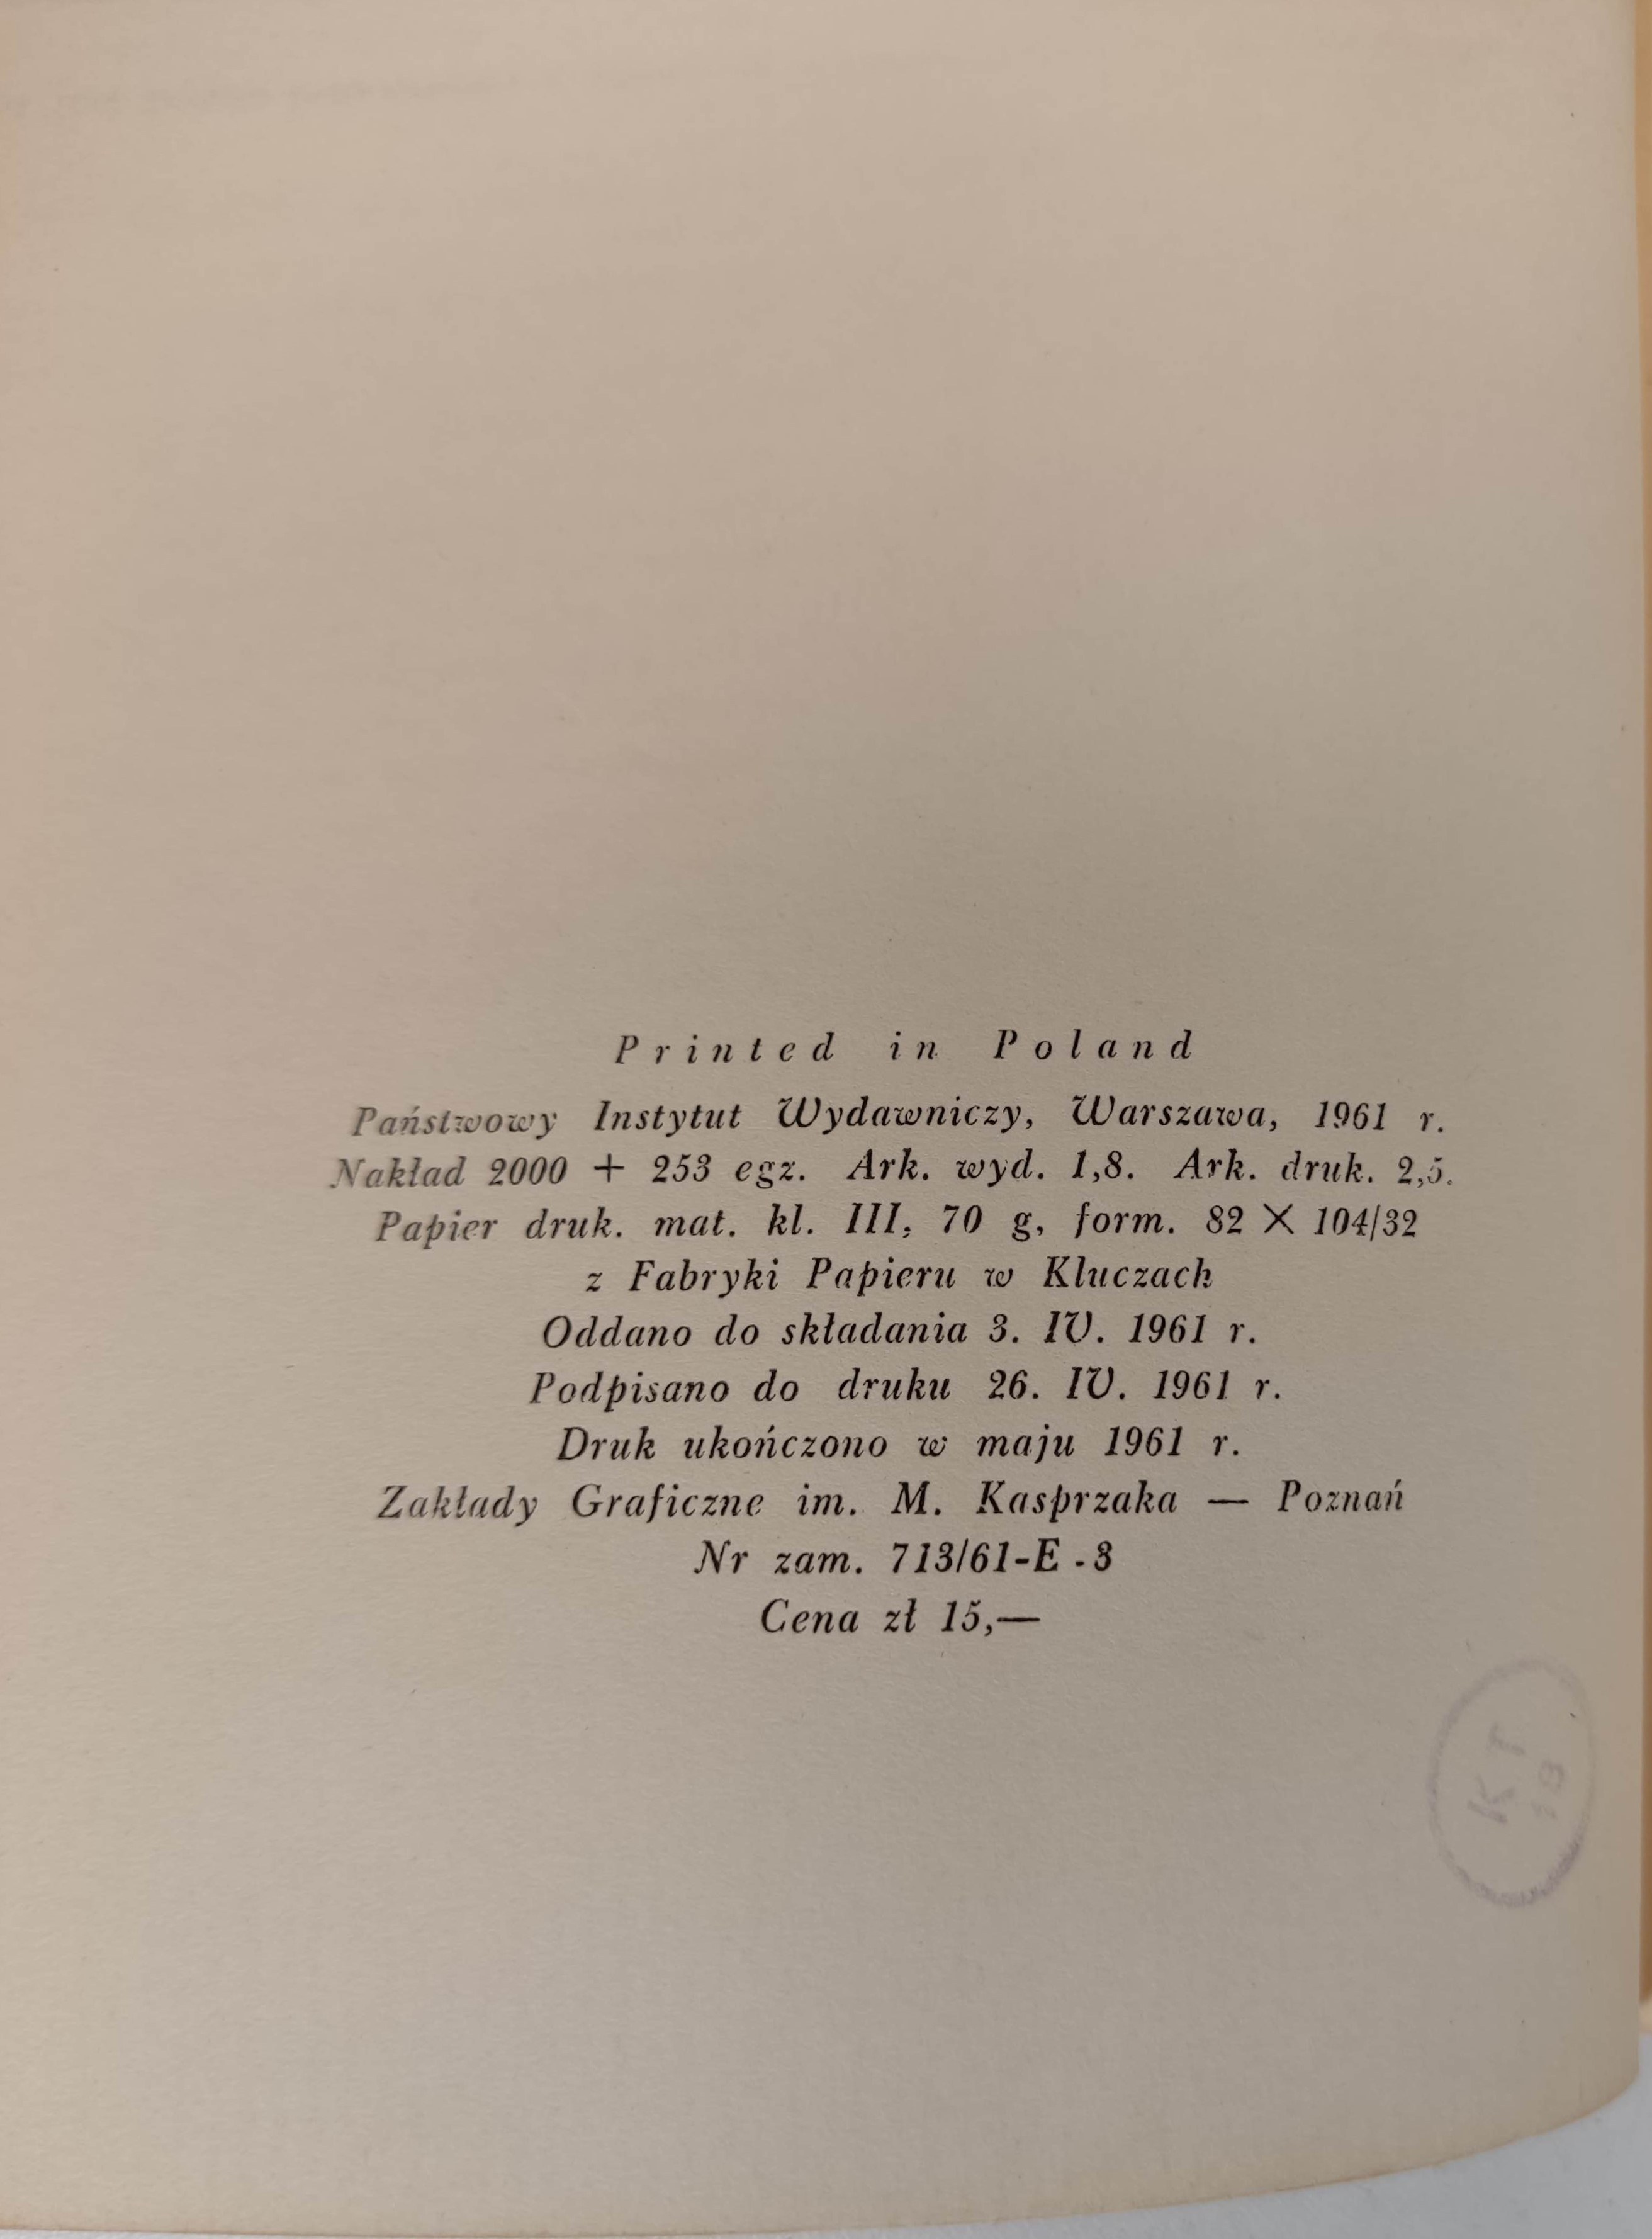 Printed in Poland
Państwowy Instytut Wydawniczy, Warszawa, 1961 r.
Nakład 2000 + 253 egz. Ark. wyd. 1,8. Ark. druk. 2,5.
Papier druk. mat. kl. III, 70 g, form. 82 × 104/32
z Fabryki Papieru w Kluczach
Oddano do składania 3. IV. 1961 r.
Podpisano do druku 26. IV. 1961 r.
Druk ukończono w maju 1961 r.
Zakłady Graficzne im. M. Kasprzaka — Poznań
Nr zam. 713/61-E-3
Cena zł 15,—
KT